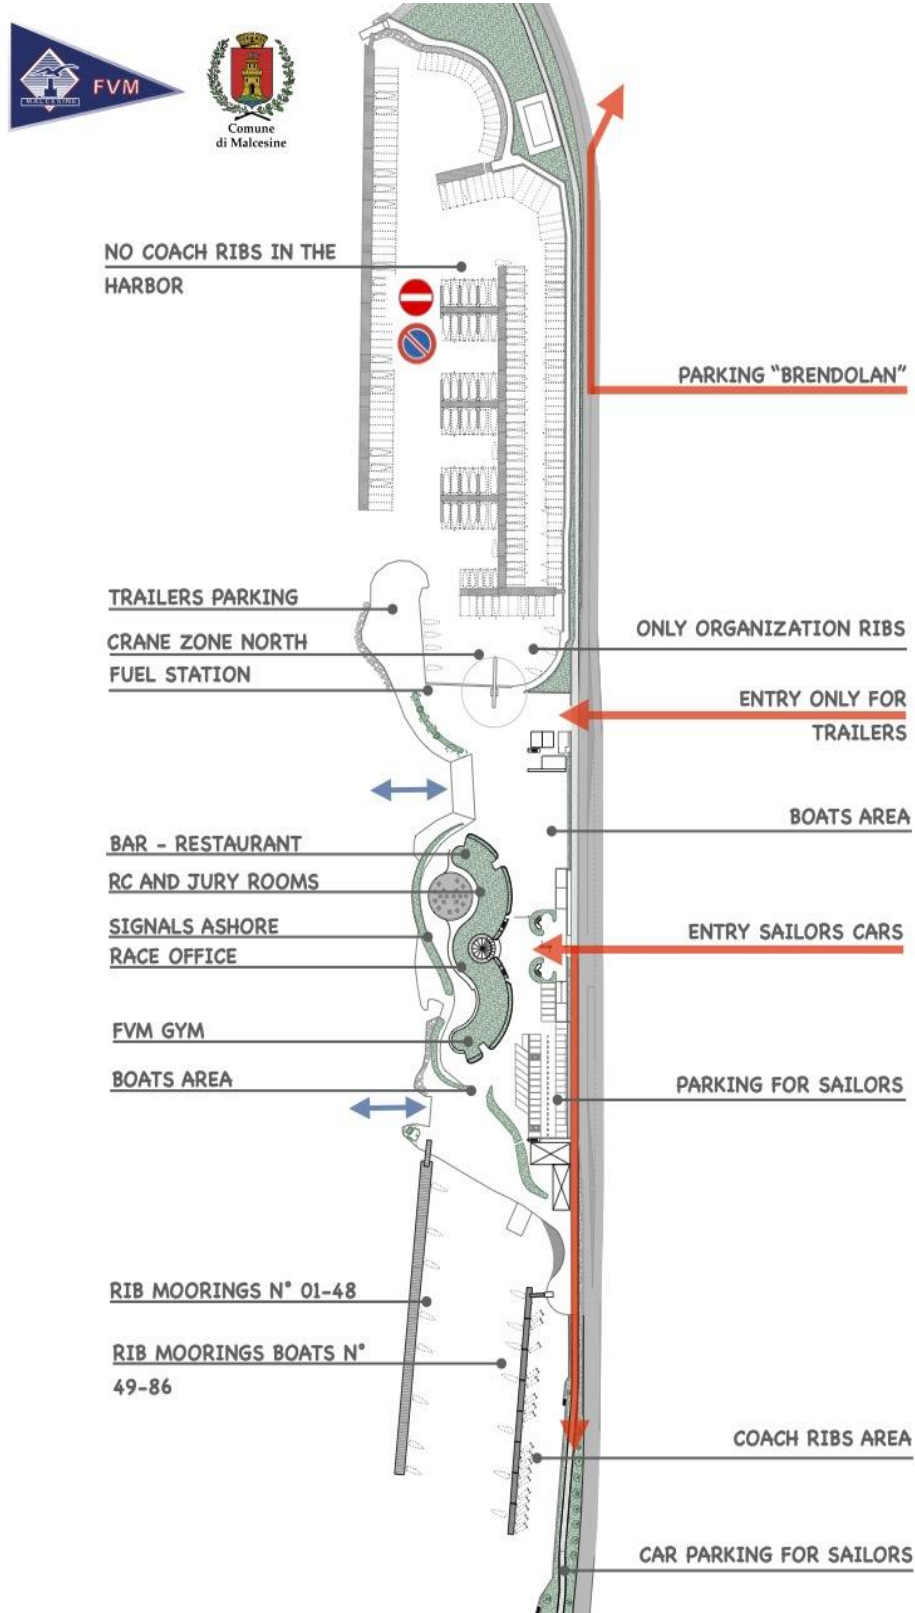 FVM
MALCESINE
Comune
di Malcesine
NO COACH RIBS IN THE
HARBOR
PARKING "BRENDOLAN"
TRAILERS PARKING
ONLY ORGANIZATION RIBS
CRANE ZONE NORTH
FUEL STATION
ENTRY ONLY FOR
TRAILERS
BOATS AREA
BAR - RESTAURANT
RC AND JURY ROOMS
SIGNALS ASHORE
ENTRY SAILORS CARS
RACE OFFICE
FVM GYM
BOATS AREA
PARKING FOR SAILORS
RIB MOORINGS N° 01-48
RIB MOORINGS BOATS N°
49-86
COACH RIBS AREA
CAR PARKING FOR SAILORS